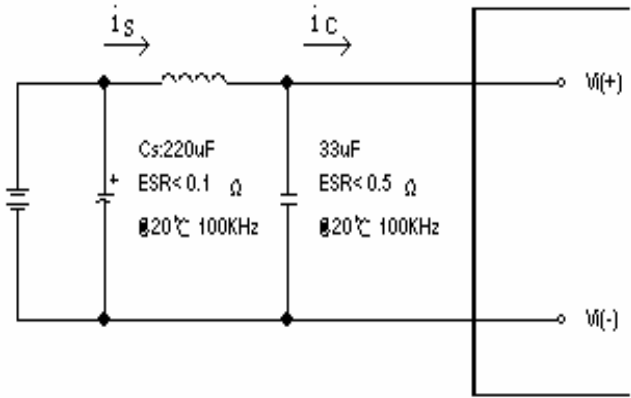 iS
iC
Vi(+)
+
Cs:220uF
ESR<0.1 Ω
@20℃ 100KHz
33uF
ESR<0.5 Ω
@20℃ 100KHz
Vi(-)